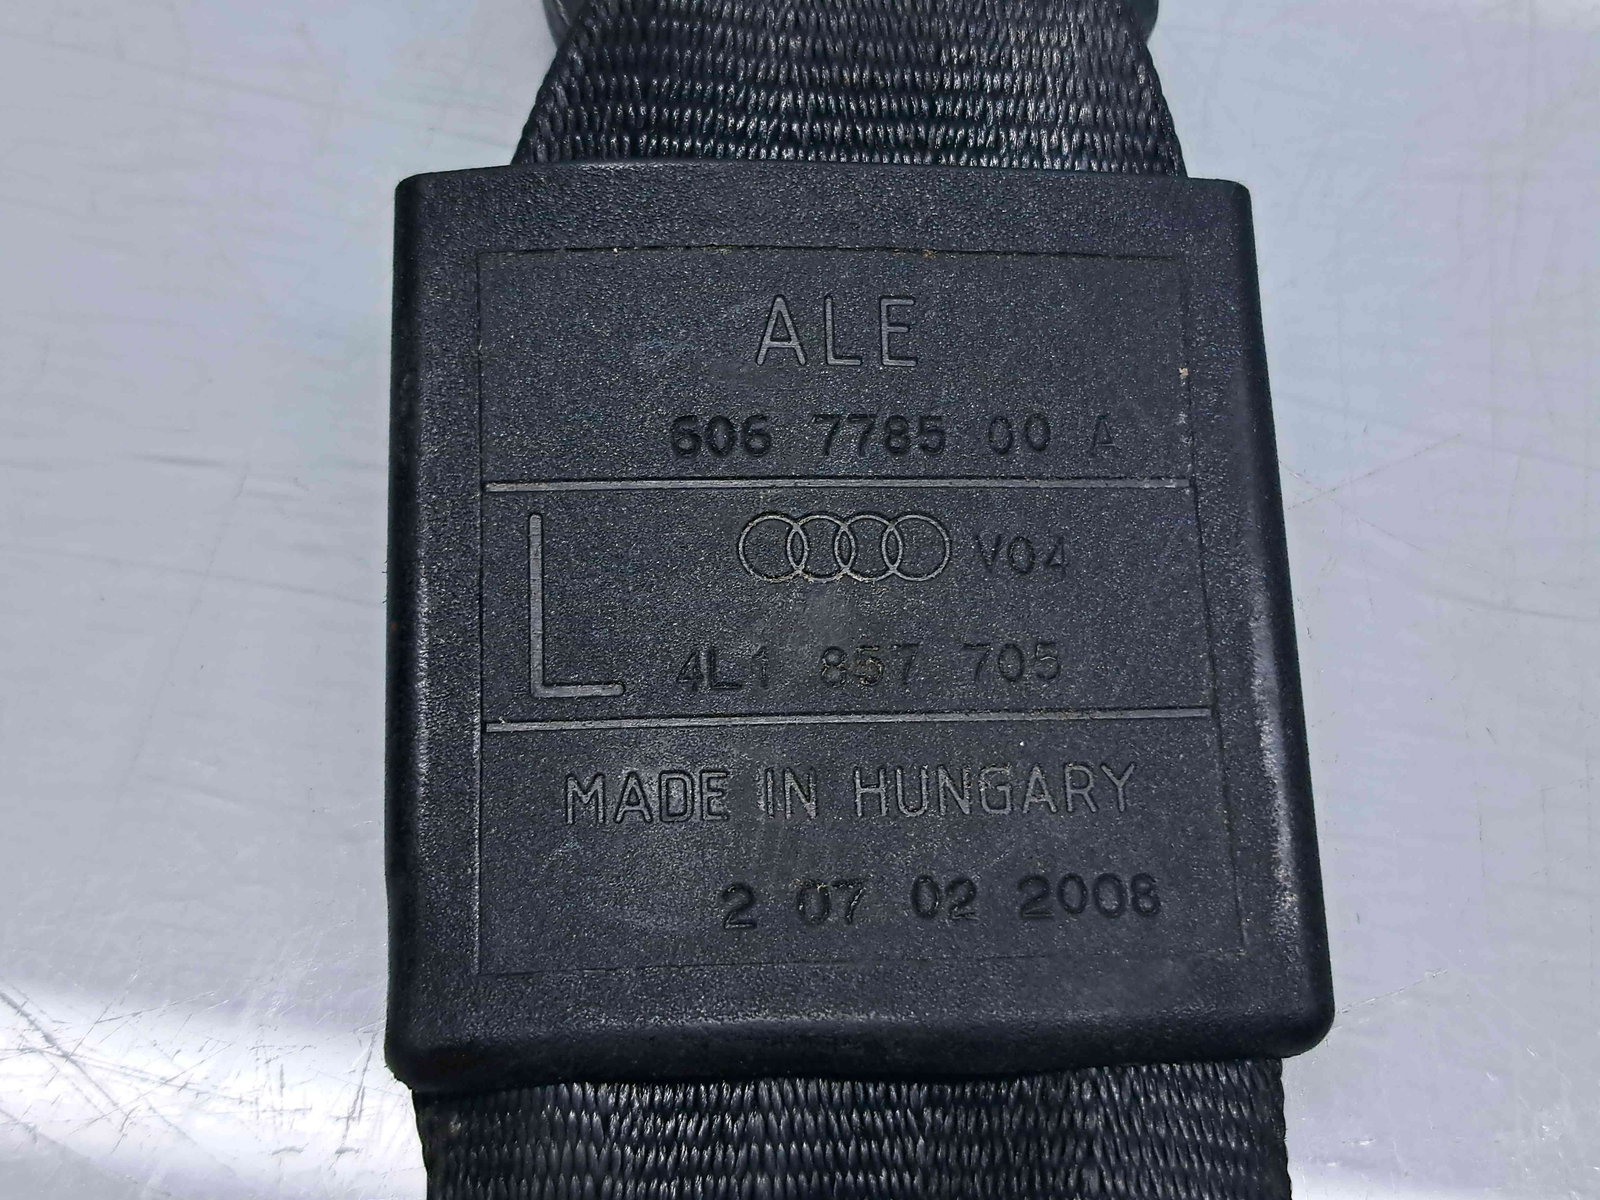 ALE
606 7785 00 A
V04
L 4L1 857 705
MADE IN HUNGARY
2 07 02 2008